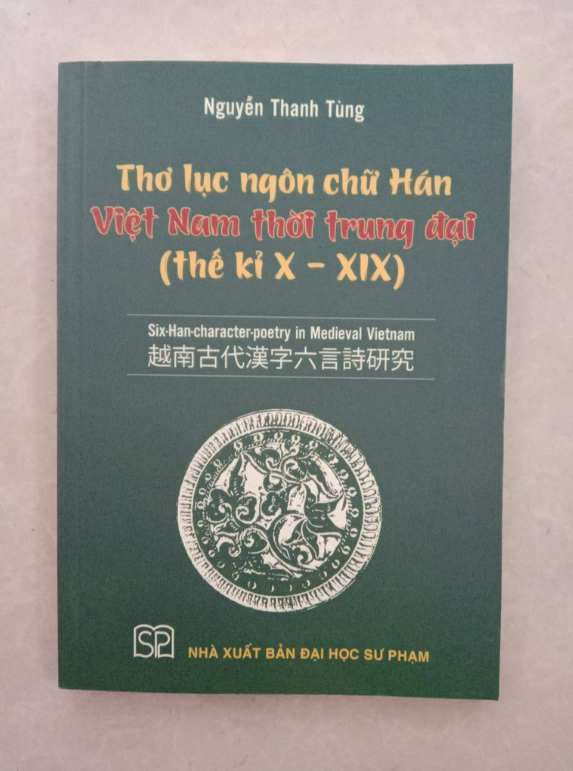 Nguyễn Thanh Tùng
Thơ lục ngôn chữ Hán
Việt Nam thời trung đại
(thế kỉ X – XIX)
Six-Han-character-poetry in Medieval Vietnam
越南古代漢字六言詩研究
SP
NHÀ XUẤT BẢN ĐẠI HỌC SƯ PHẠM